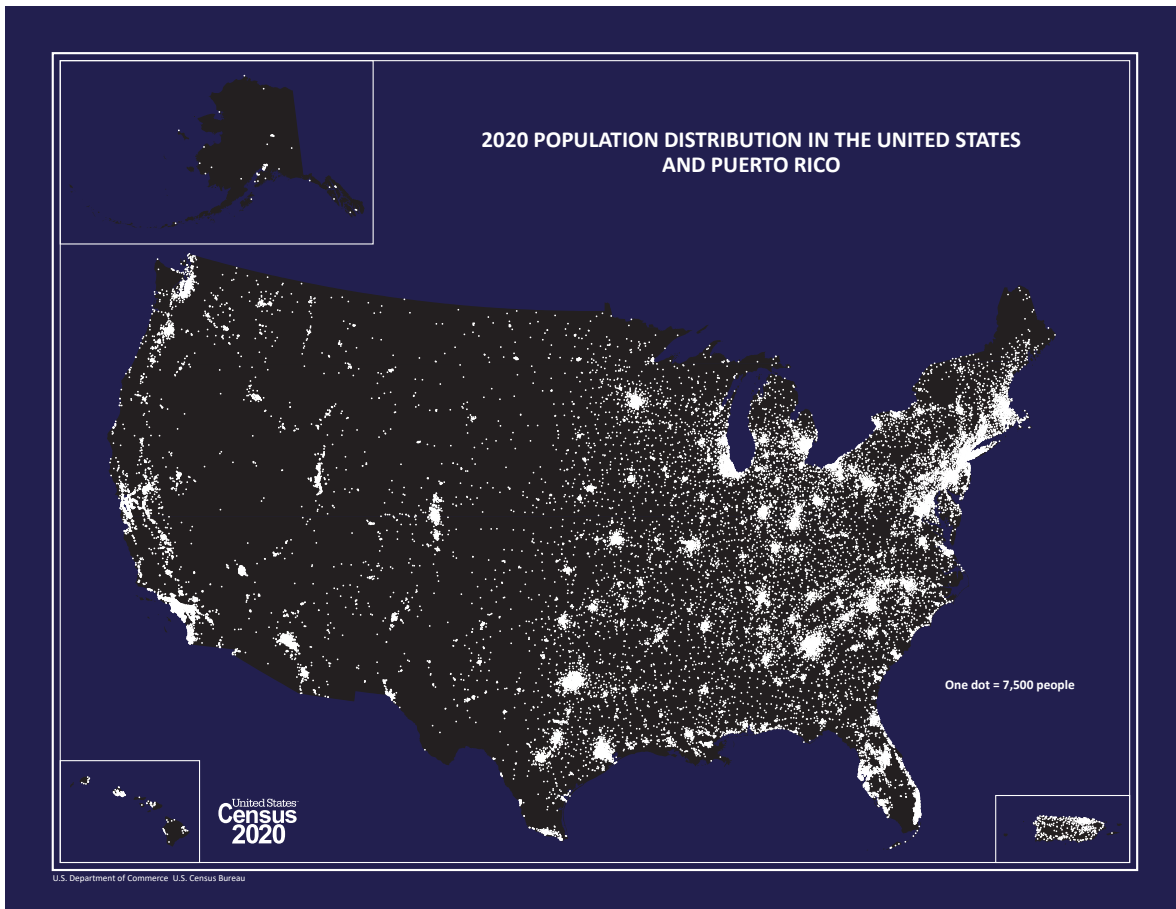 2020 POPULATION DISTRIBUTION IN THE UNITED STATES
AND PUERTO RICO
One dot = 7,500 people
United States
Census
2020
U.S. Department of Commerce U.S. Census Bureau